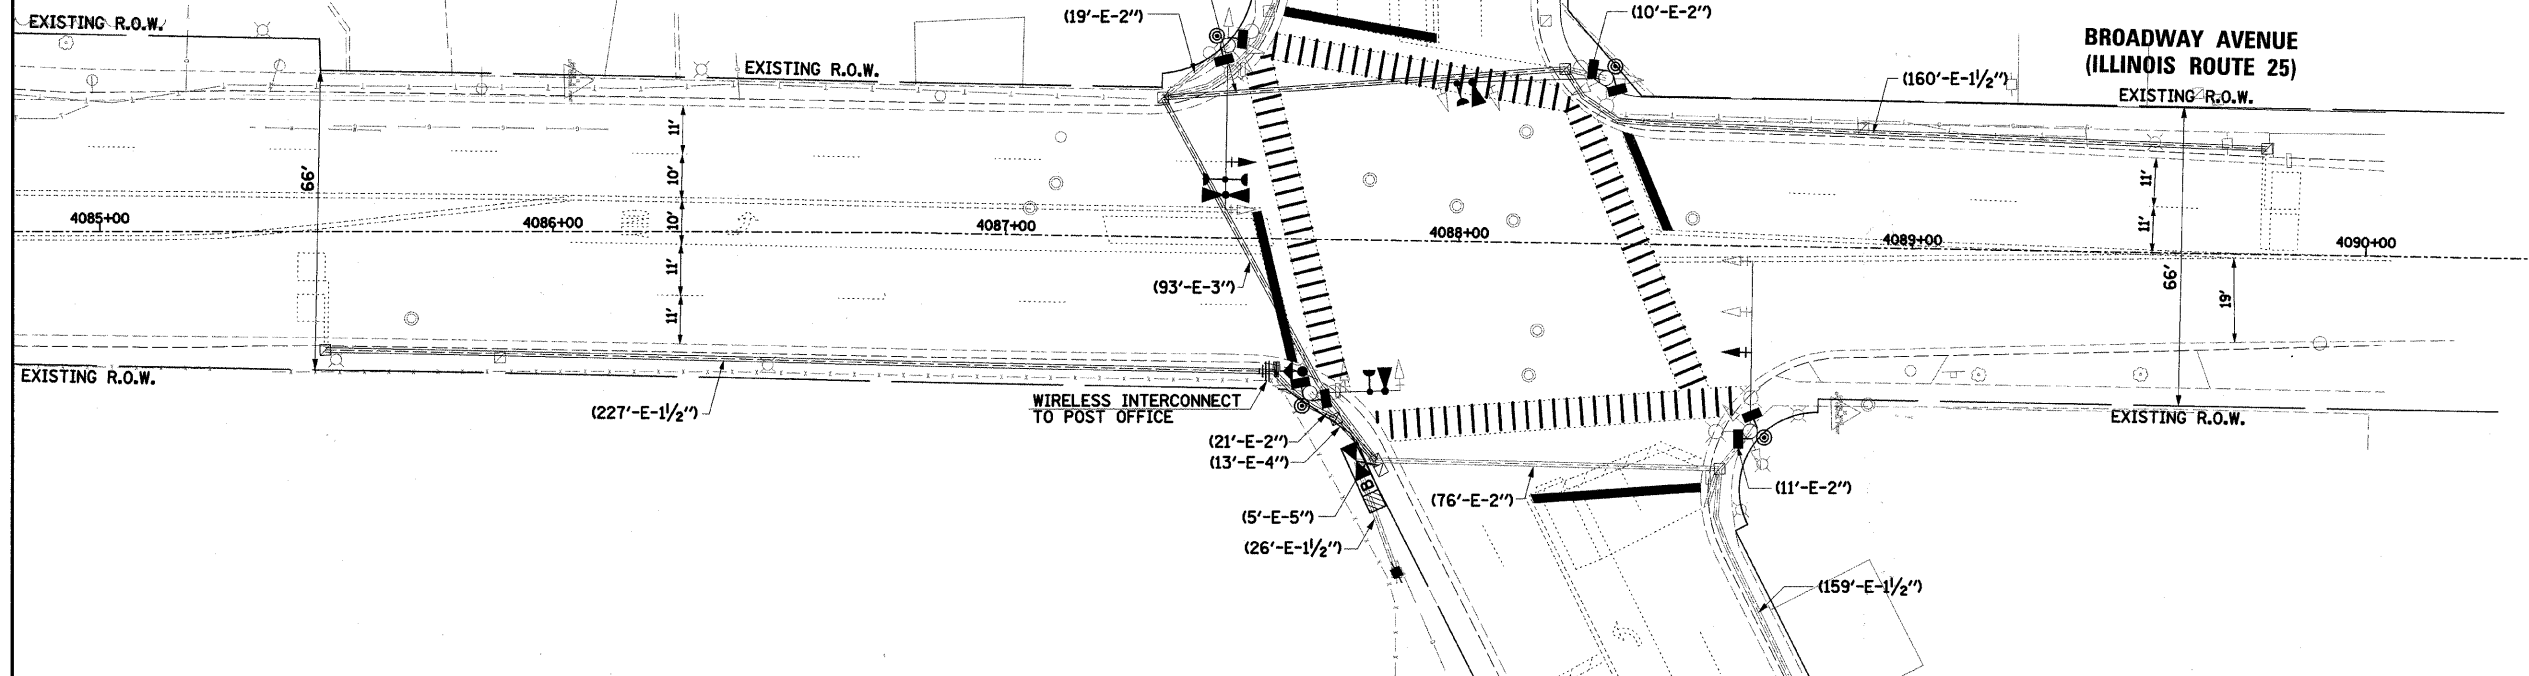 (19'-E-2")
(10'-E-2")
EXISTING R.O.W.
BROADWAY AVENUE
(ILLINOIS ROUTE 25)
EXISTING R.O.W.
(160'-E-1½")
EXISTING R.O.W.
11'
10'
10'
11'
11'
66'
11'
11'
66'
19'
4085+00
4086+00
4087+00
4088+00
4089+00
4090+00
(93'-E-3")
EXISTING R.O.W.
WIRELESS INTERCONNECT
TO POST OFFICE
(227'-E-1½")
EXISTING R.O.W.
(21'-E-2")
(13'-E-4")
8
(76'-E-2")
(11'-E-2")
(5'-E-5")
(26'-E-1½")
(159'-E-1½")